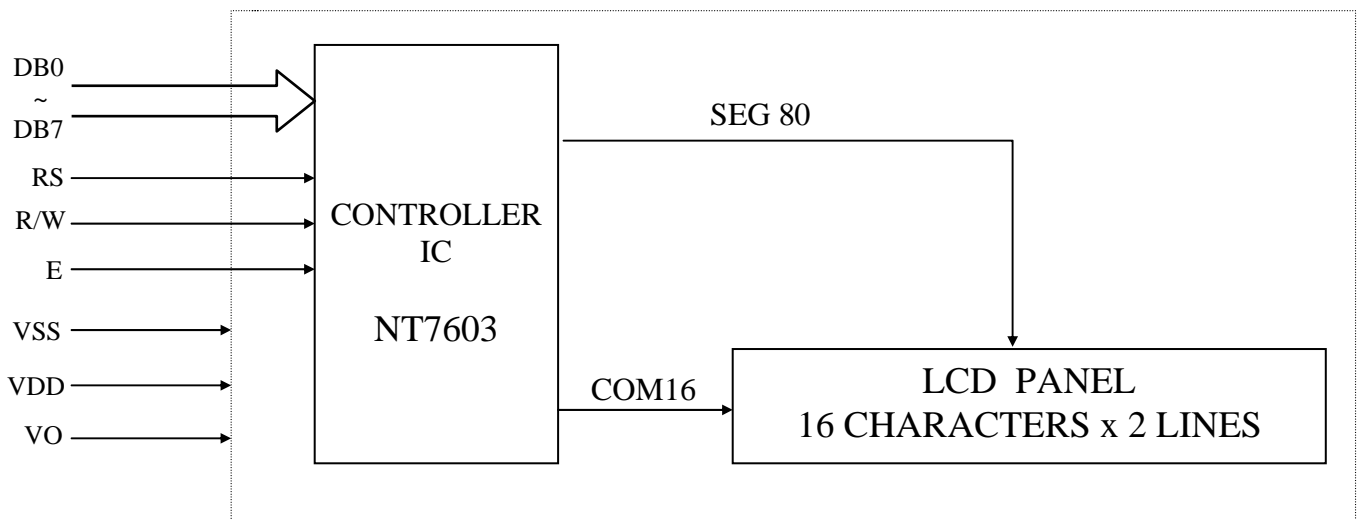 DB0
~
DB7
RS
R/W
E
VSS
VDD
VO
CONTROLLER
IC
NT7603
SEG 80
COM16
LCD PANEL
16 CHARACTERS x 2 LINES